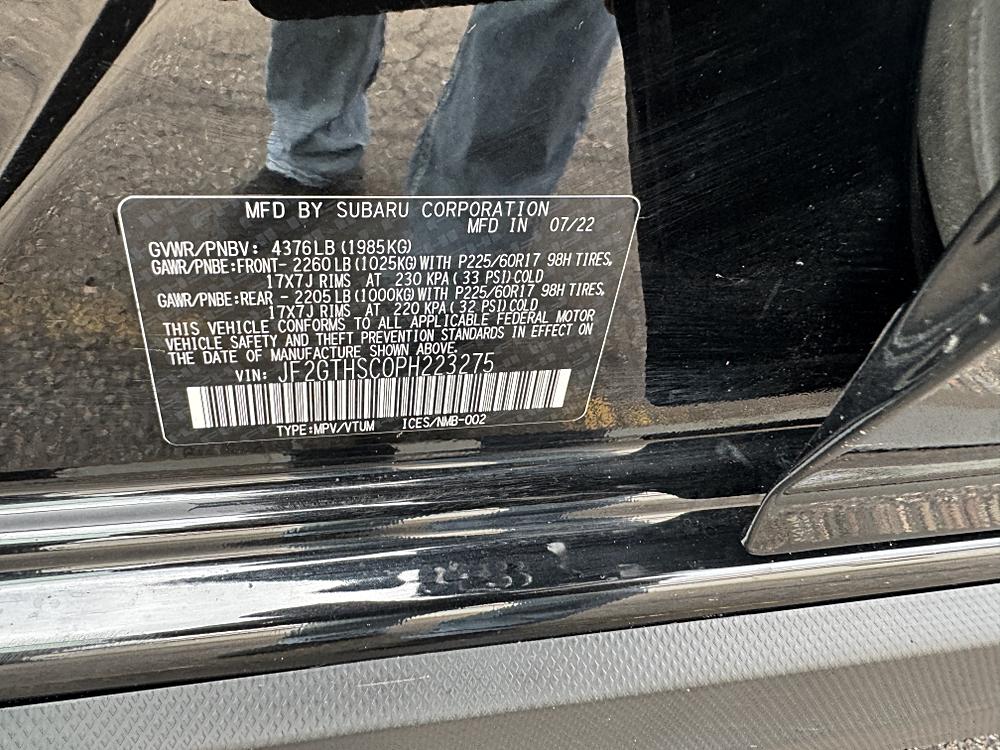 MFD BY SUBARU CORPORATION
MFD IN 07/22
GVWR/PNBV: 4376LB(1985KG)
GAWR/PNBE:FRONT- 2260LB(1025KG)WITH P225/60R17 98H TIRES,
17X7J RIMS AT 230 KPA( 33 PSI)COLD
GAWR/PNBE:REAR - 2205LB(1000KG)WITH P225/60R17 98H TIRES,
17X7J RIMS AT 220 KPA( 32 PSI)COLD
THIS VEHICLE CONFORMS TO ALL APPLICABLE FEDERAL MOTOR
VEHICLE SAFETY AND THEFT PREVENTION STANDARDS IN EFFECT ON
THE DATE OF MANUFACTURE SHOWN ABOVE.
VIN: JF2GTHSC0PH223275
TYPE:MPV/VTUM ICES/NMB-002